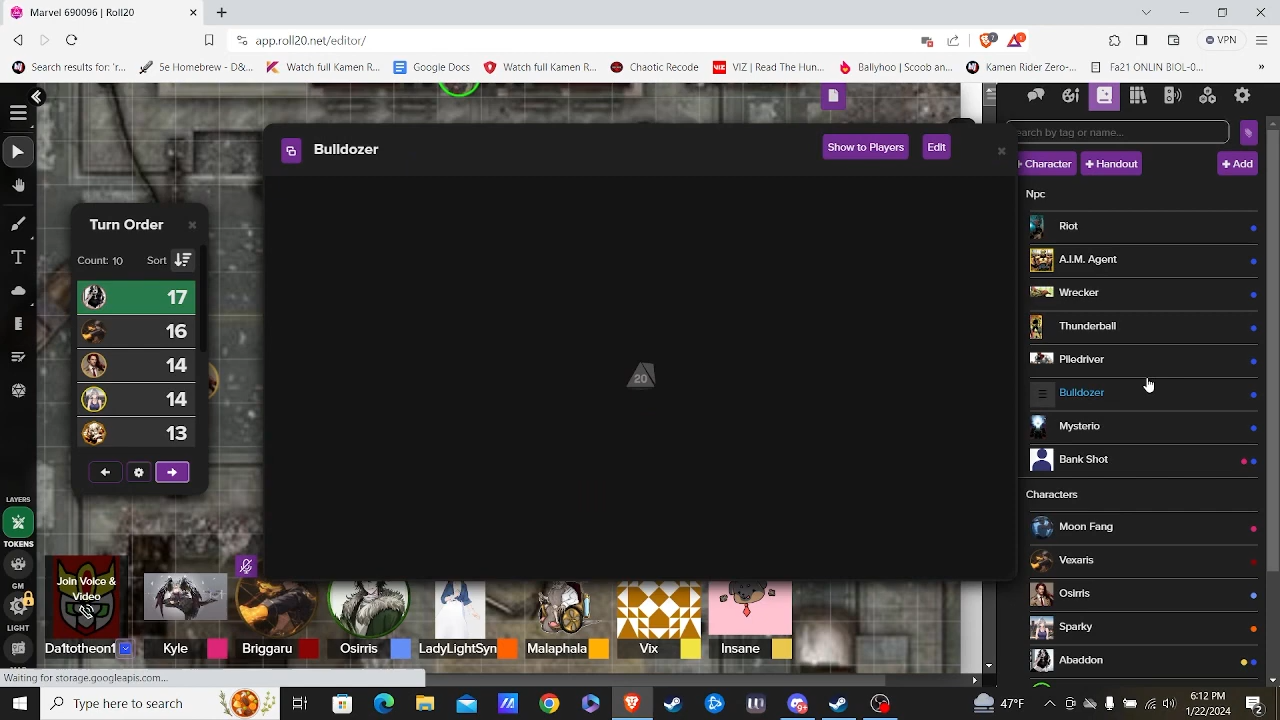 Marvel 690096 | Roll20
app.roll20.net/editor/
VPN
Search results for: 'r...
5e Homebrew - D&...
Watch full Kamen R...
Google Docs
Watch full Kamen R...
Chaotic Recode
VIZ | Read The Hun...
Ballyhoo | Scoob an...
Kamen Rider Zero-...
Fa21 ONLIN BIOL-0...
Bulldozer
Show to Players
Edit
Search by tag or name...
+ Character
+ Handout
+ Add
Npc
Riot
A.I.M. Agent
Wrecker
Thunderball
Piledriver
Bulldozer
Mysterio
Bank Shot
Characters
Moon Fang
Vexaris
Osirris
Sparky
Abaddon
Turn Order
Count: 10
Sort
17
16
14
14
13
20
LAYERS
TOKENS
GM
LIGHT
Join Voice &
Video
Da1totheon1
Kyle
Briggaru
Osirris
LadyLightSyn
Malaphala
Vix
Insane
Waiting for storage.googleapis.com...
Type here to search
47°F
6:12 PM
1/22/2024